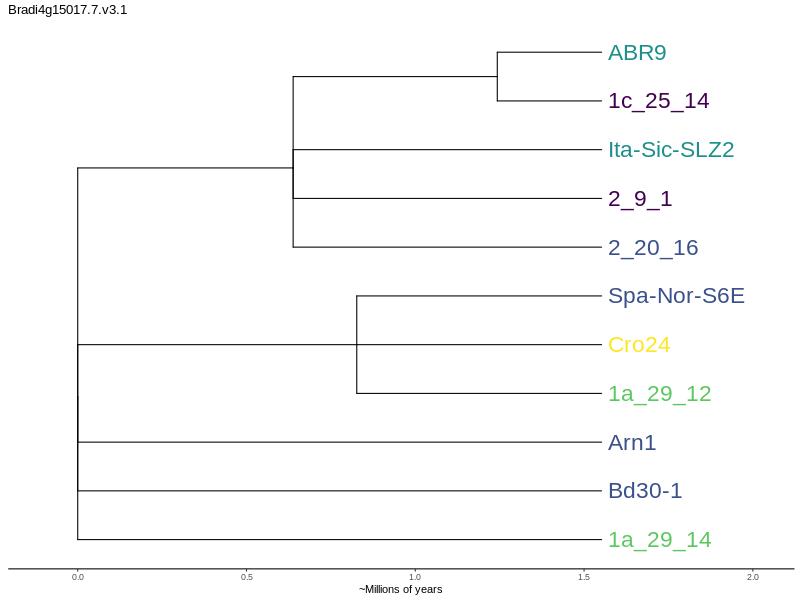 Bradi4g15017.7.v3.1
ABR9
1c_25_14
Ita-Sic-SLZ2
2_9_1
2_20_16
Spa-Nor-S6E
Cro24
1a_29_12
Arn1
Bd30-1
1a_29_14
0.0 0.5 1.0 1.5 2.0
~Millions of years